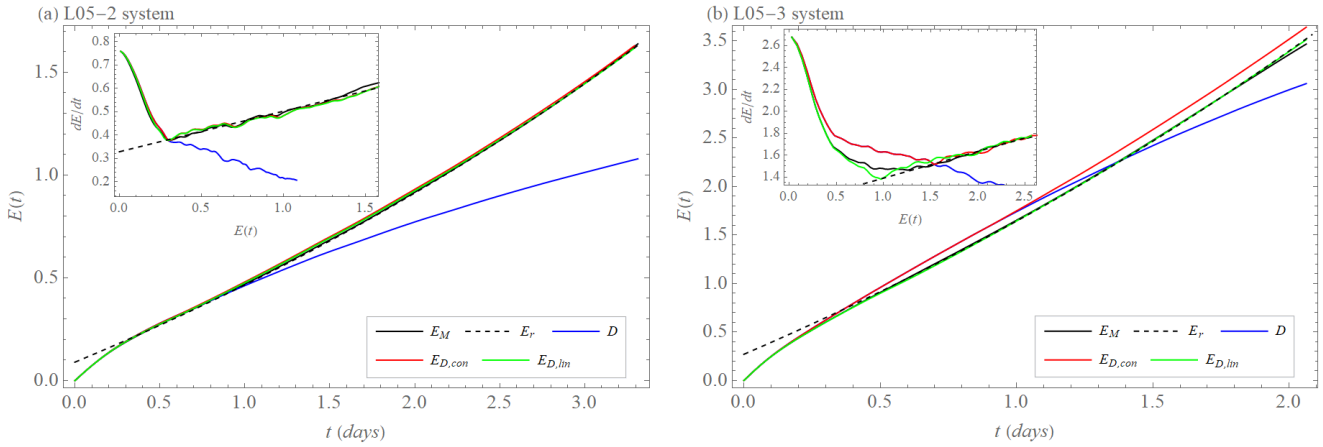 (a) L05−2 system
E(t)
1.5
1.0
0.5
0.0
dE/dt
0.8
0.7
0.6
0.5
0.4
0.3
0.2
0.0 0.5 1.0 1.5
E(t)
E_M E_r D
E_D,con E_D,lin
0.0 0.5 1.0 1.5 2.0 2.5 3.0
t (days)
(b) L05−3 system
E(t)
3.5
3.0
2.5
2.0
1.5
1.0
0.5
0.0
dE/dt
2.6
2.4
2.2
2.0
1.8
1.6
1.4
0.0 0.5 1.0 1.5 2.0 2.5
E(t)
E_M E_r D
E_D,con E_D,lin
0.0 0.5 1.0 1.5 2.0
t (days)